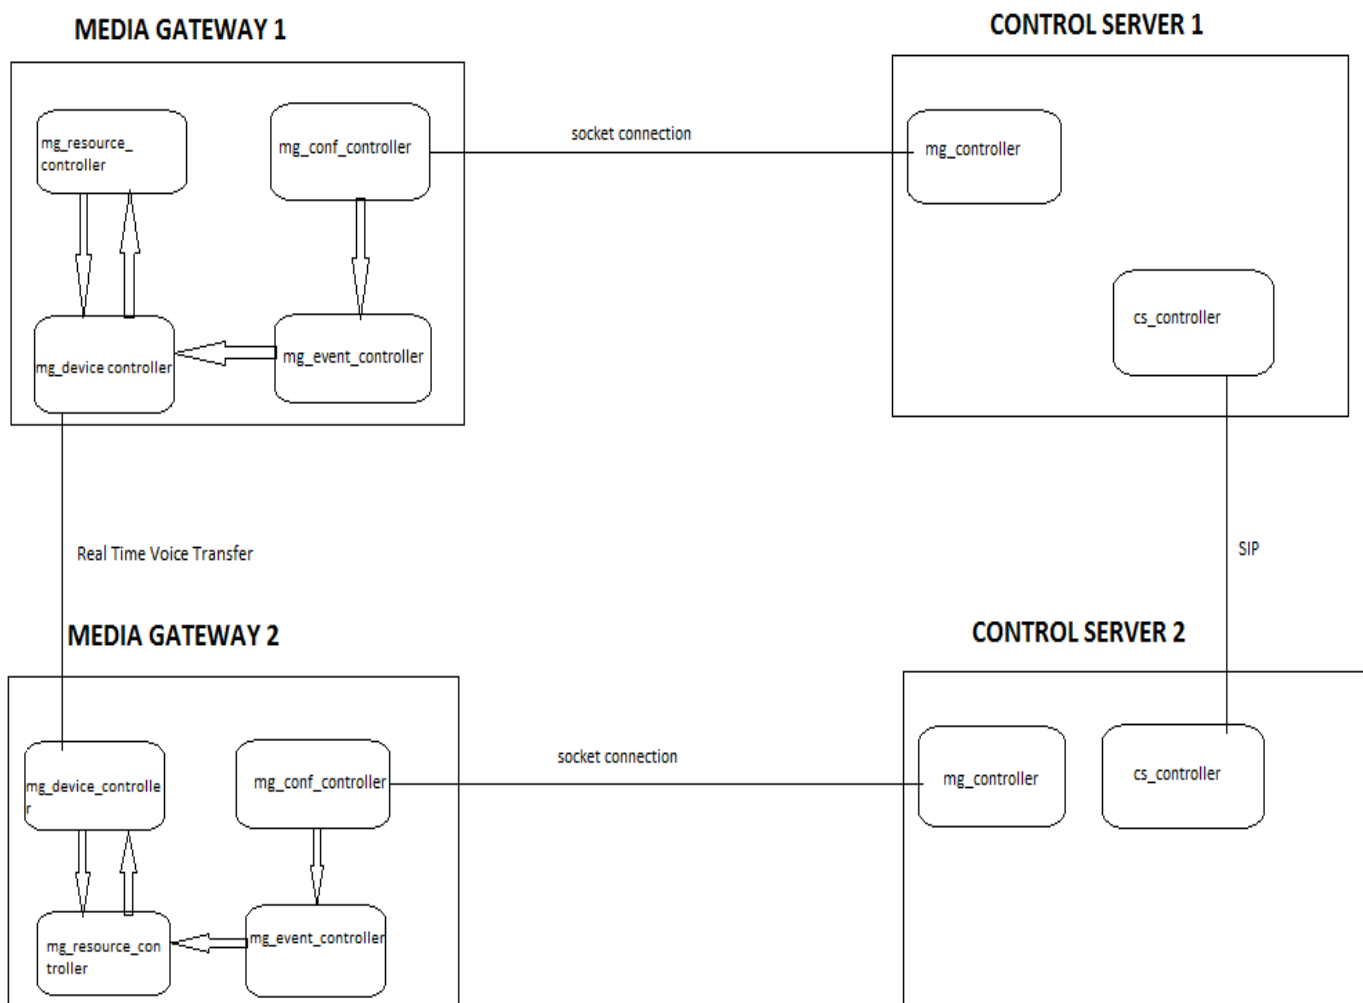 MEDIA GATEWAY 1
CONTROL SERVER 1
mg_resource_
controller
mg_conf_controller
socket connection
mg_controller
mg_device controller
mg_event_controller
cs_controller
Real Time Voice Transfer
SIP
MEDIA GATEWAY 2
CONTROL SERVER 2
mg_device_controlle
r
mg_conf_controller
socket connection
mg_controller
cs_controller
mg_resource_con
troller
mg_event_controller